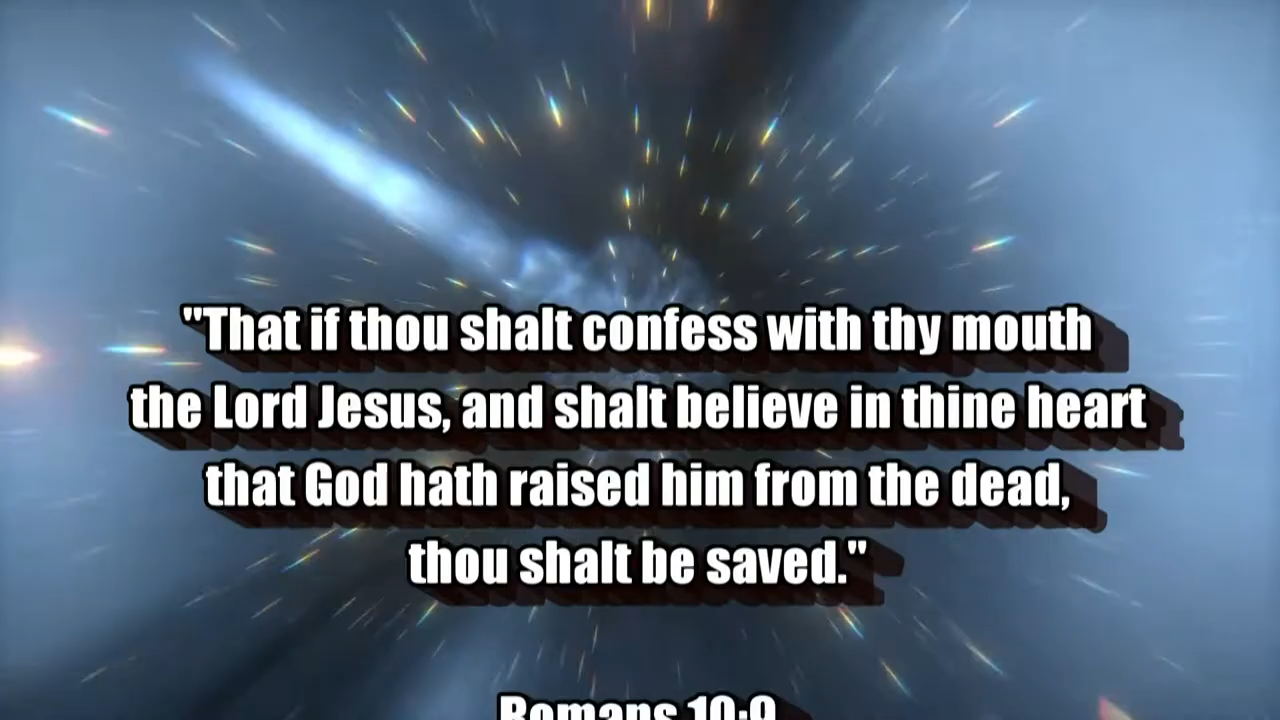 "That if thou shalt confess with thy mouth
the Lord Jesus, and shalt believe in thine heart
that God hath raised him from the dead,
thou shalt be saved."
Romans 10:9